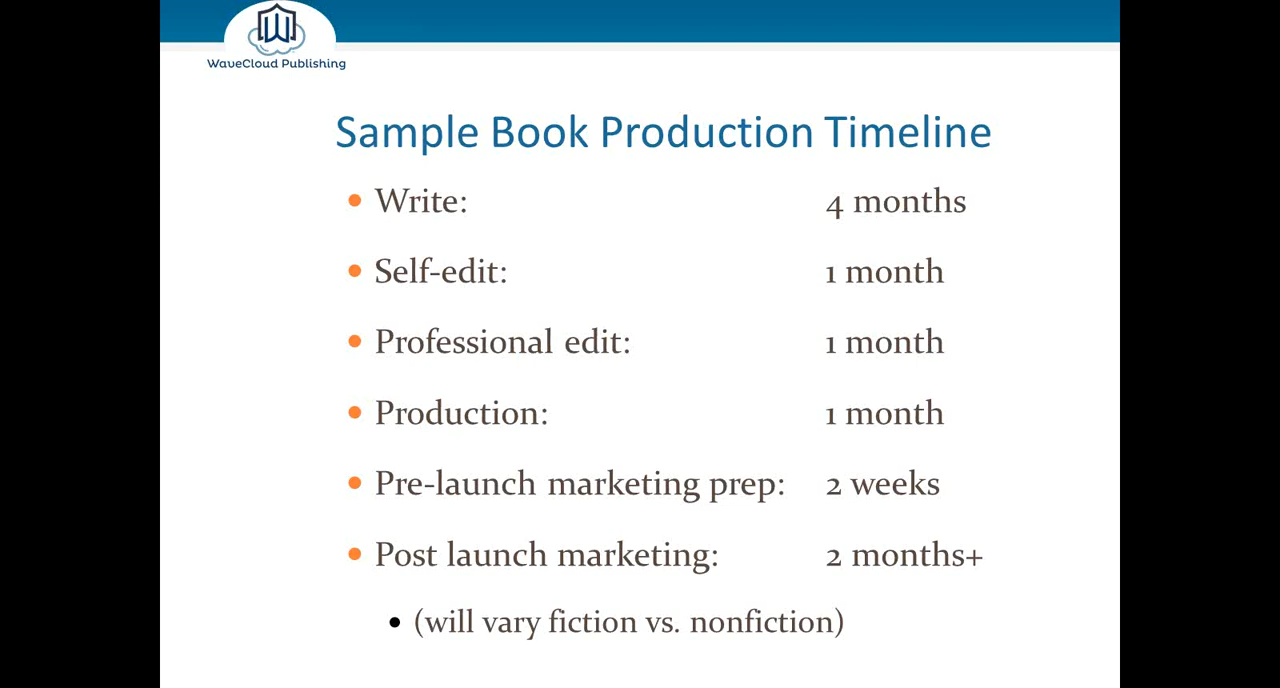 WaveCloud Publishing
Sample Book Production Timeline
• Write: 4 months
• Self-edit: 1 month
• Professional edit: 1 month
• Production: 1 month
• Pre-launch marketing prep: 2 weeks
• Post launch marketing: 2 months+
• (will vary fiction vs. nonfiction)